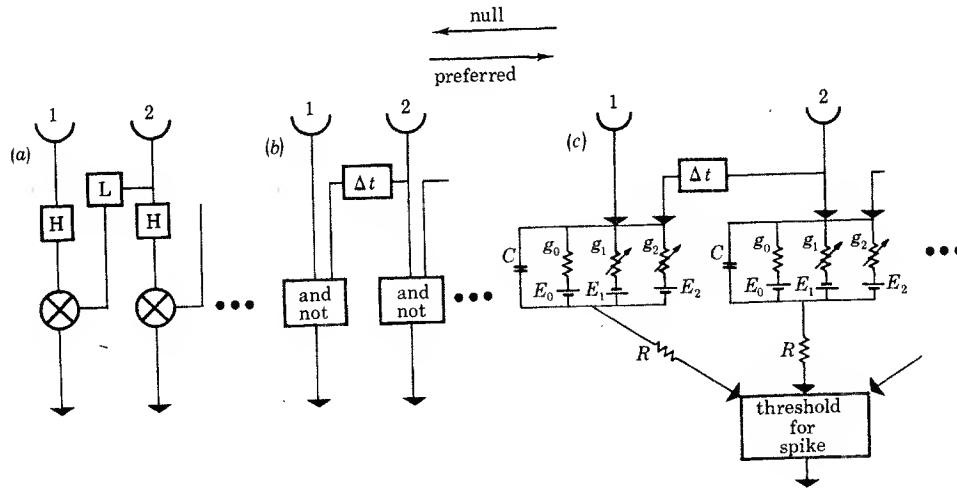 null
preferred
(a)
1
2
L
H
H
(b)
1
2
Δt
and
not
and
not
(c)
1
2
Δt
C
g₀
g₁
g₂
E₀
E₁
E₂
C
g₀
g₁
g₂
E₀
E₁
E₂
R
R
threshold
for
spike